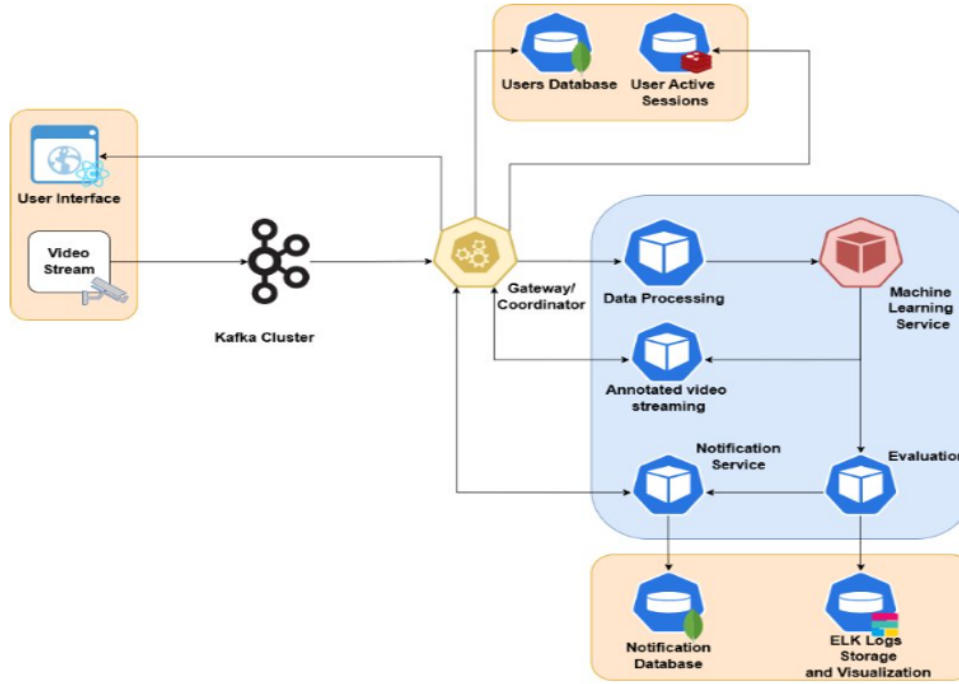 Users Database
User Active
Sessions
User Interface
Video
Stream
Kafka Cluster
Gateway/
Coordinator
Data Processing
Machine
Learning
Service
Annotated video
streaming
Notification
Service
Evaluation
Notification
Database
ELK Logs
Storage
and Visualization